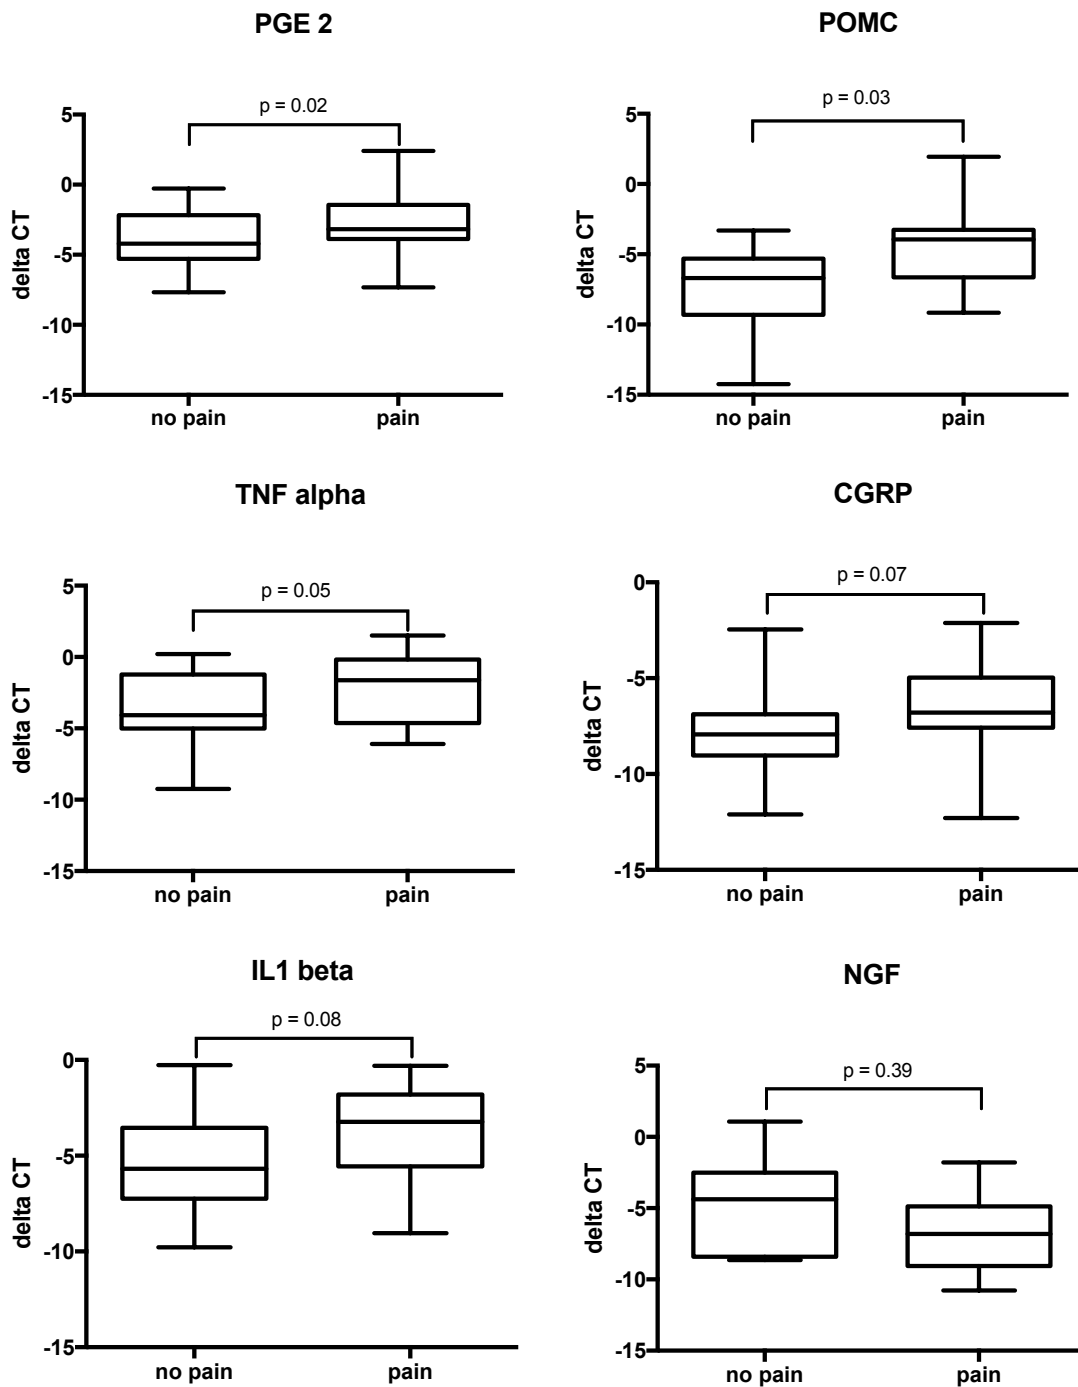 PGE 2
p = 0.02
delta CT
5
0
-5
-10
-15
no pain pain
POMC
p = 0.03
delta CT
5
0
-5
-10
-15
no pain pain
TNF alpha
p = 0.05
delta CT
5
0
-5
-10
-15
no pain pain
CGRP
p = 0.07
delta CT
0
-5
-10
-15
no pain pain
IL1 beta
p = 0.08
delta CT
0
-5
-10
-15
no pain pain
NGF
p = 0.39
delta CT
5
0
-5
-10
-15
no pain pain